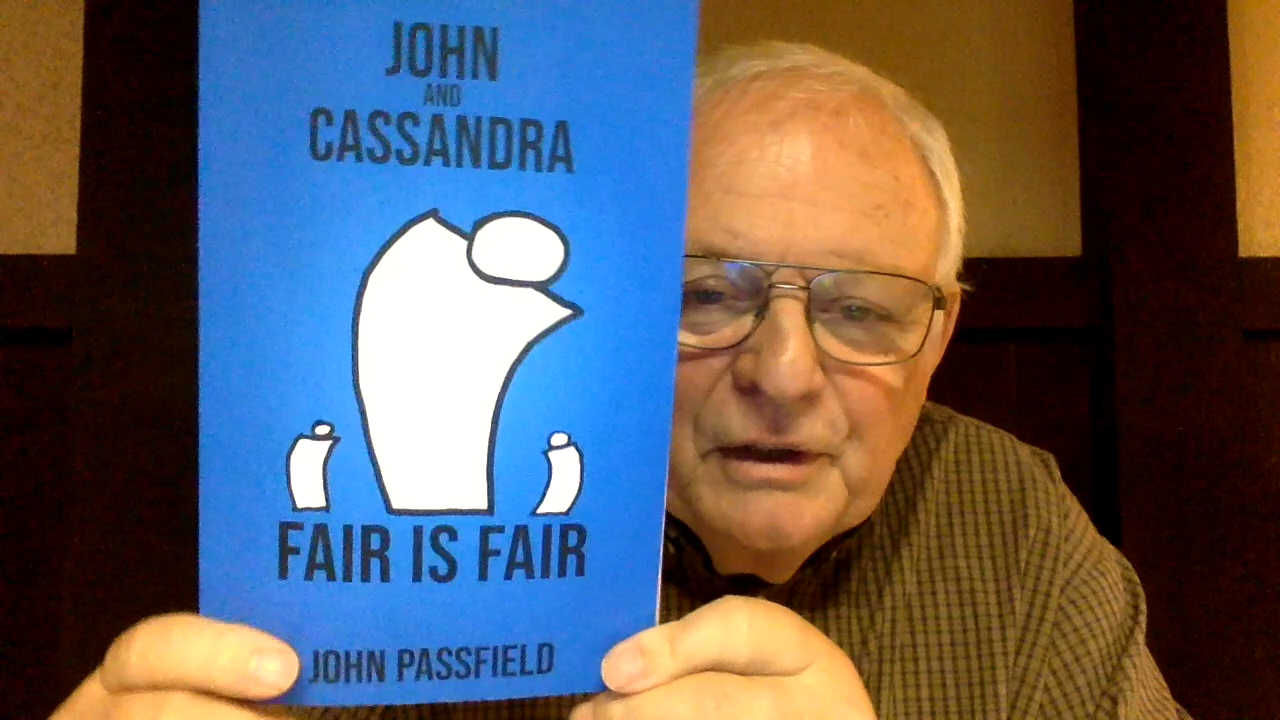 JOHN
AND
CASSANDRA
FAIR IS FAIR
JOHN PASSFIELD